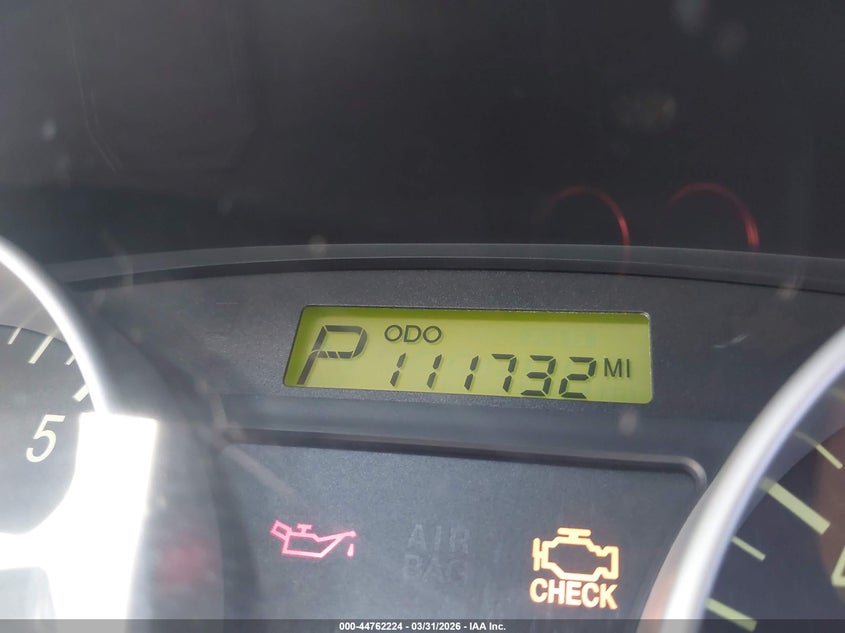 P ODO
111732 MI
5
AIR
BAG
CHECK
000-44762224 - 03/31/2026 - IAA Inc.